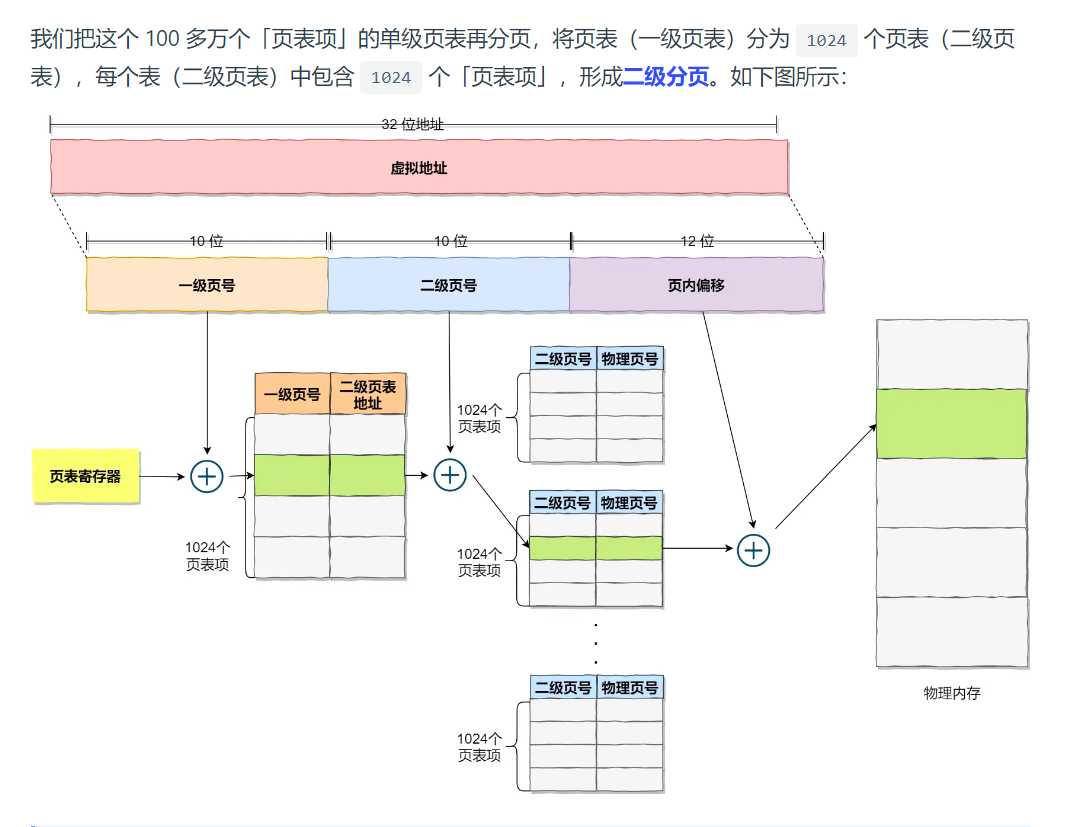 我们把这个 100 多万个「页表项」的单级页表再分页，将页表（一级页表）分为 1024 个页表（二级页
表），每个表（二级页表）中包含 1024 个「页表项」，形成二级分页。如下图所示：
32 位地址
虚拟地址
10 位
10 位
12 位
一级页号
二级页号
页内偏移
二级页号
物理页号
一级页号
二级页表
地址
1024个
页表项
页表寄存器
二级页号
物理页号
1024个
页表项
1024个
页表项
二级页号
物理页号
物理内存
1024个
页表项